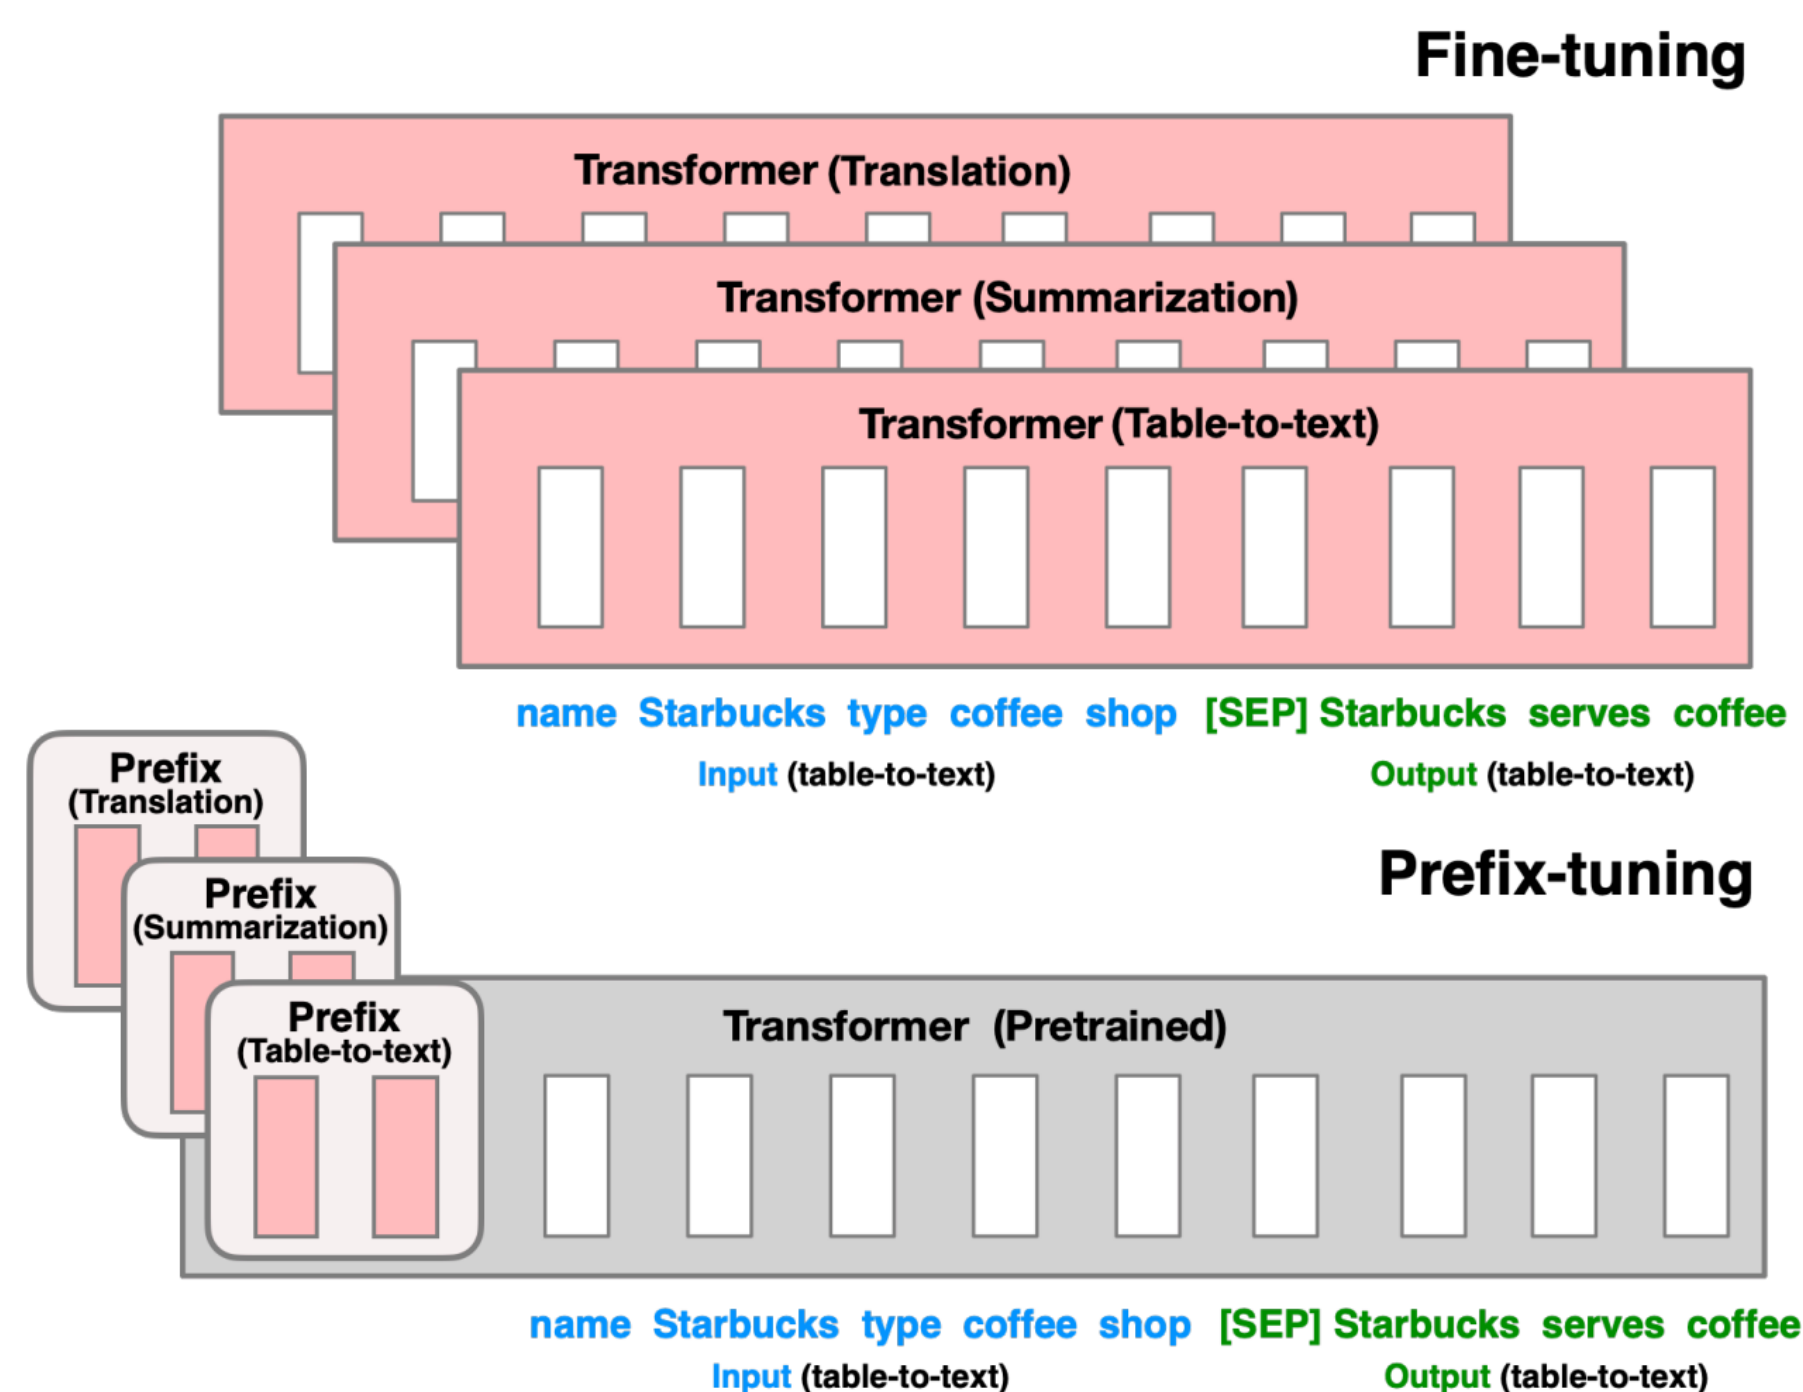 Fine-tuning
Transformer (Translation)
Transformer (Summarization)
Transformer (Table-to-text)
name Starbucks type coffee shop [SEP] Starbucks serves coffee
Input (table-to-text) Output (table-to-text)
Prefix-tuning
Prefix
(Translation)
Prefix
(Summarization)
Prefix
(Table-to-text)
Transformer (Pretrained)
name Starbucks type coffee shop [SEP] Starbucks serves coffee
Input (table-to-text) Output (table-to-text)